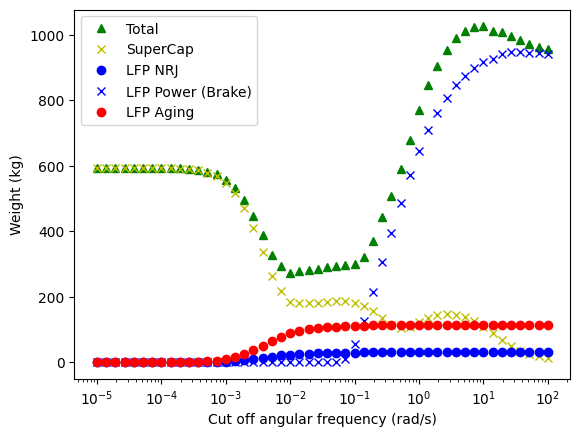 Total
SuperCap
LFP NRJ
LFP Power (Brake)
LFP Aging
Weight (kg)
1000
800
600
400
200
0
10⁻⁵ 10⁻⁴ 10⁻³ 10⁻² 10⁻¹ 10⁰ 10¹ 10²
Cut off angular frequency (rad/s)